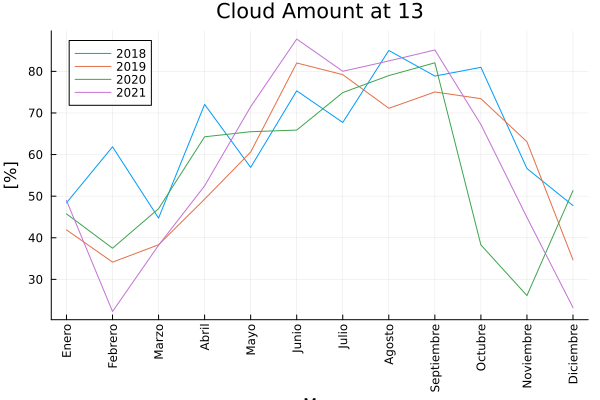 Cloud Amount at 13
2018
2019
2020
2021
[%]
80
70
60
50
40
30
Enero
Febrero
Marzo
Abril
Mayo
Junio
Julio
Agosto
Septiembre
Octubre
Noviembre
Diciembre